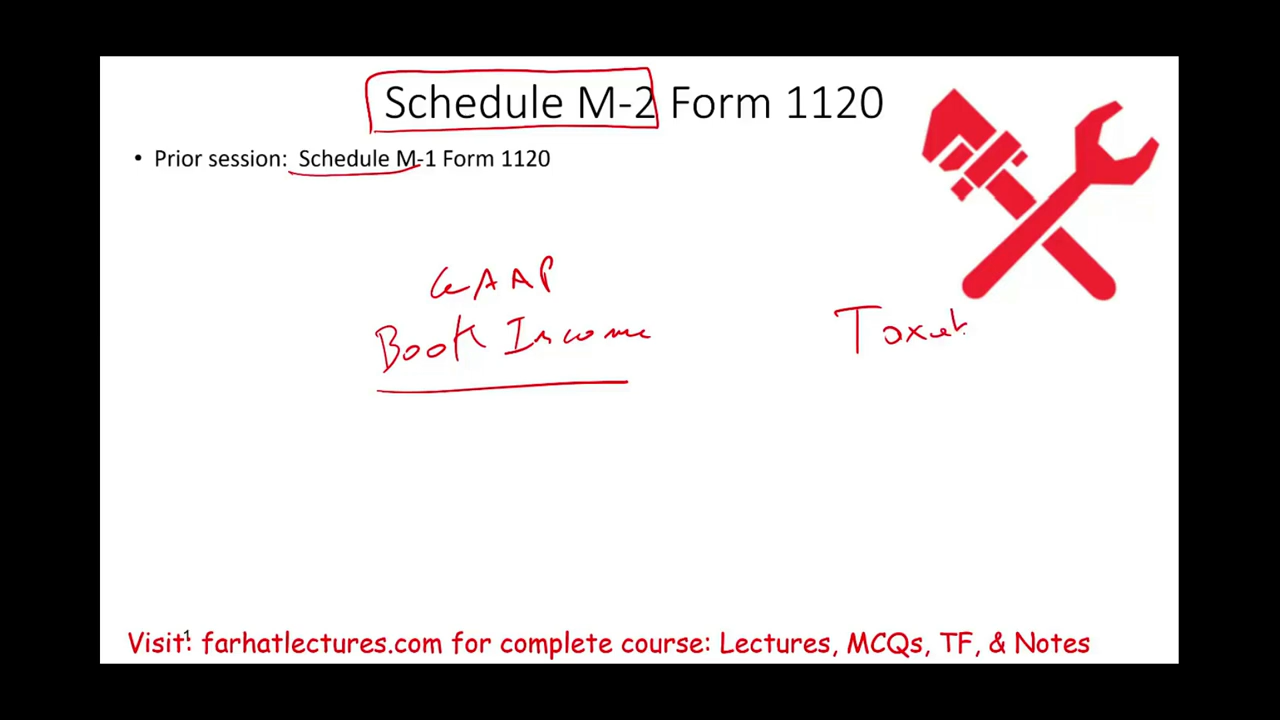 Schedule M-2 Form 1120
• Prior session: Schedule M-1 Form 1120
GAAP
Book Income
Visit: 1 farhatlectures.com for complete course: Lectures, MCQs, TF, & Notes